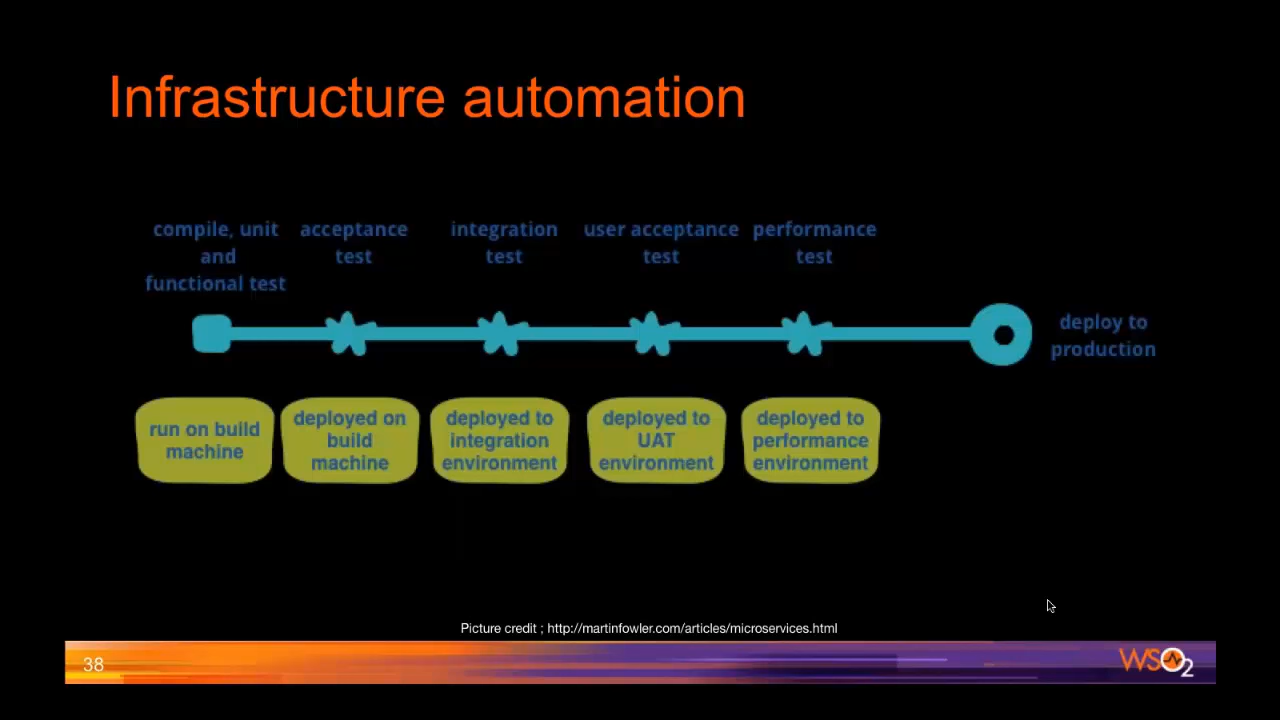 Infrastructure automation
compile, unit
and
functional test
acceptance
test
integration
test
user acceptance
test
performance
test
deploy to
production
run on build
machine
deployed on
build
machine
deployed to
integration
environment
deployed to
UAT
environment
deployed to
performance
environment
Picture credit ; http://martinfowler.com/articles/microservices.html
38
WSO2